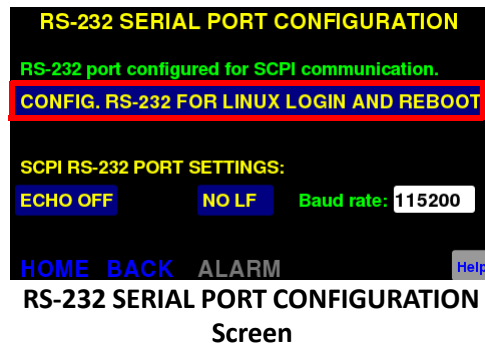 RS-232 SERIAL PORT CONFIGURATION
RS-232 port configured for SCPI communication.
CONFIG. RS-232 FOR LINUX LOGIN AND REBOOT
SCPI RS-232 PORT SETTINGS:
ECHO OFF NO LF Baud rate: 115200
HOME BACK ALARM Help
RS-232 SERIAL PORT CONFIGURATION
Screen